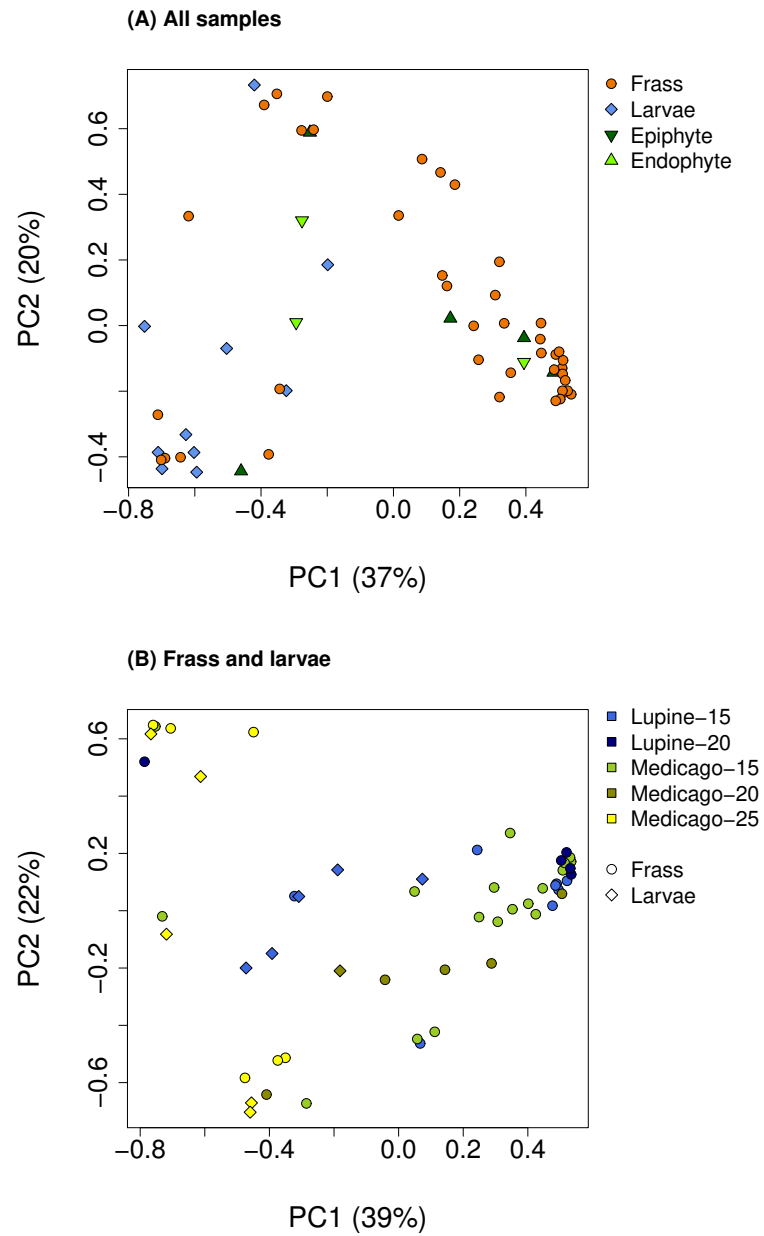 (A) All samples
Frass
Larvae
Epiphyte
Endophyte
PC2 (20%)
0.6
0.4
0.2
0.0
−0.4
−0.8
−0.4
0.0
0.2
0.4
PC1 (37%)
(B) Frass and larvae
Lupine−15
Lupine−20
Medicago−15
Medicago−20
Medicago−25
Frass
Larvae
PC2 (22%)
0.6
0.2
−0.2
−0.6
−0.8
−0.4
0.0
0.2
0.4
PC1 (39%)